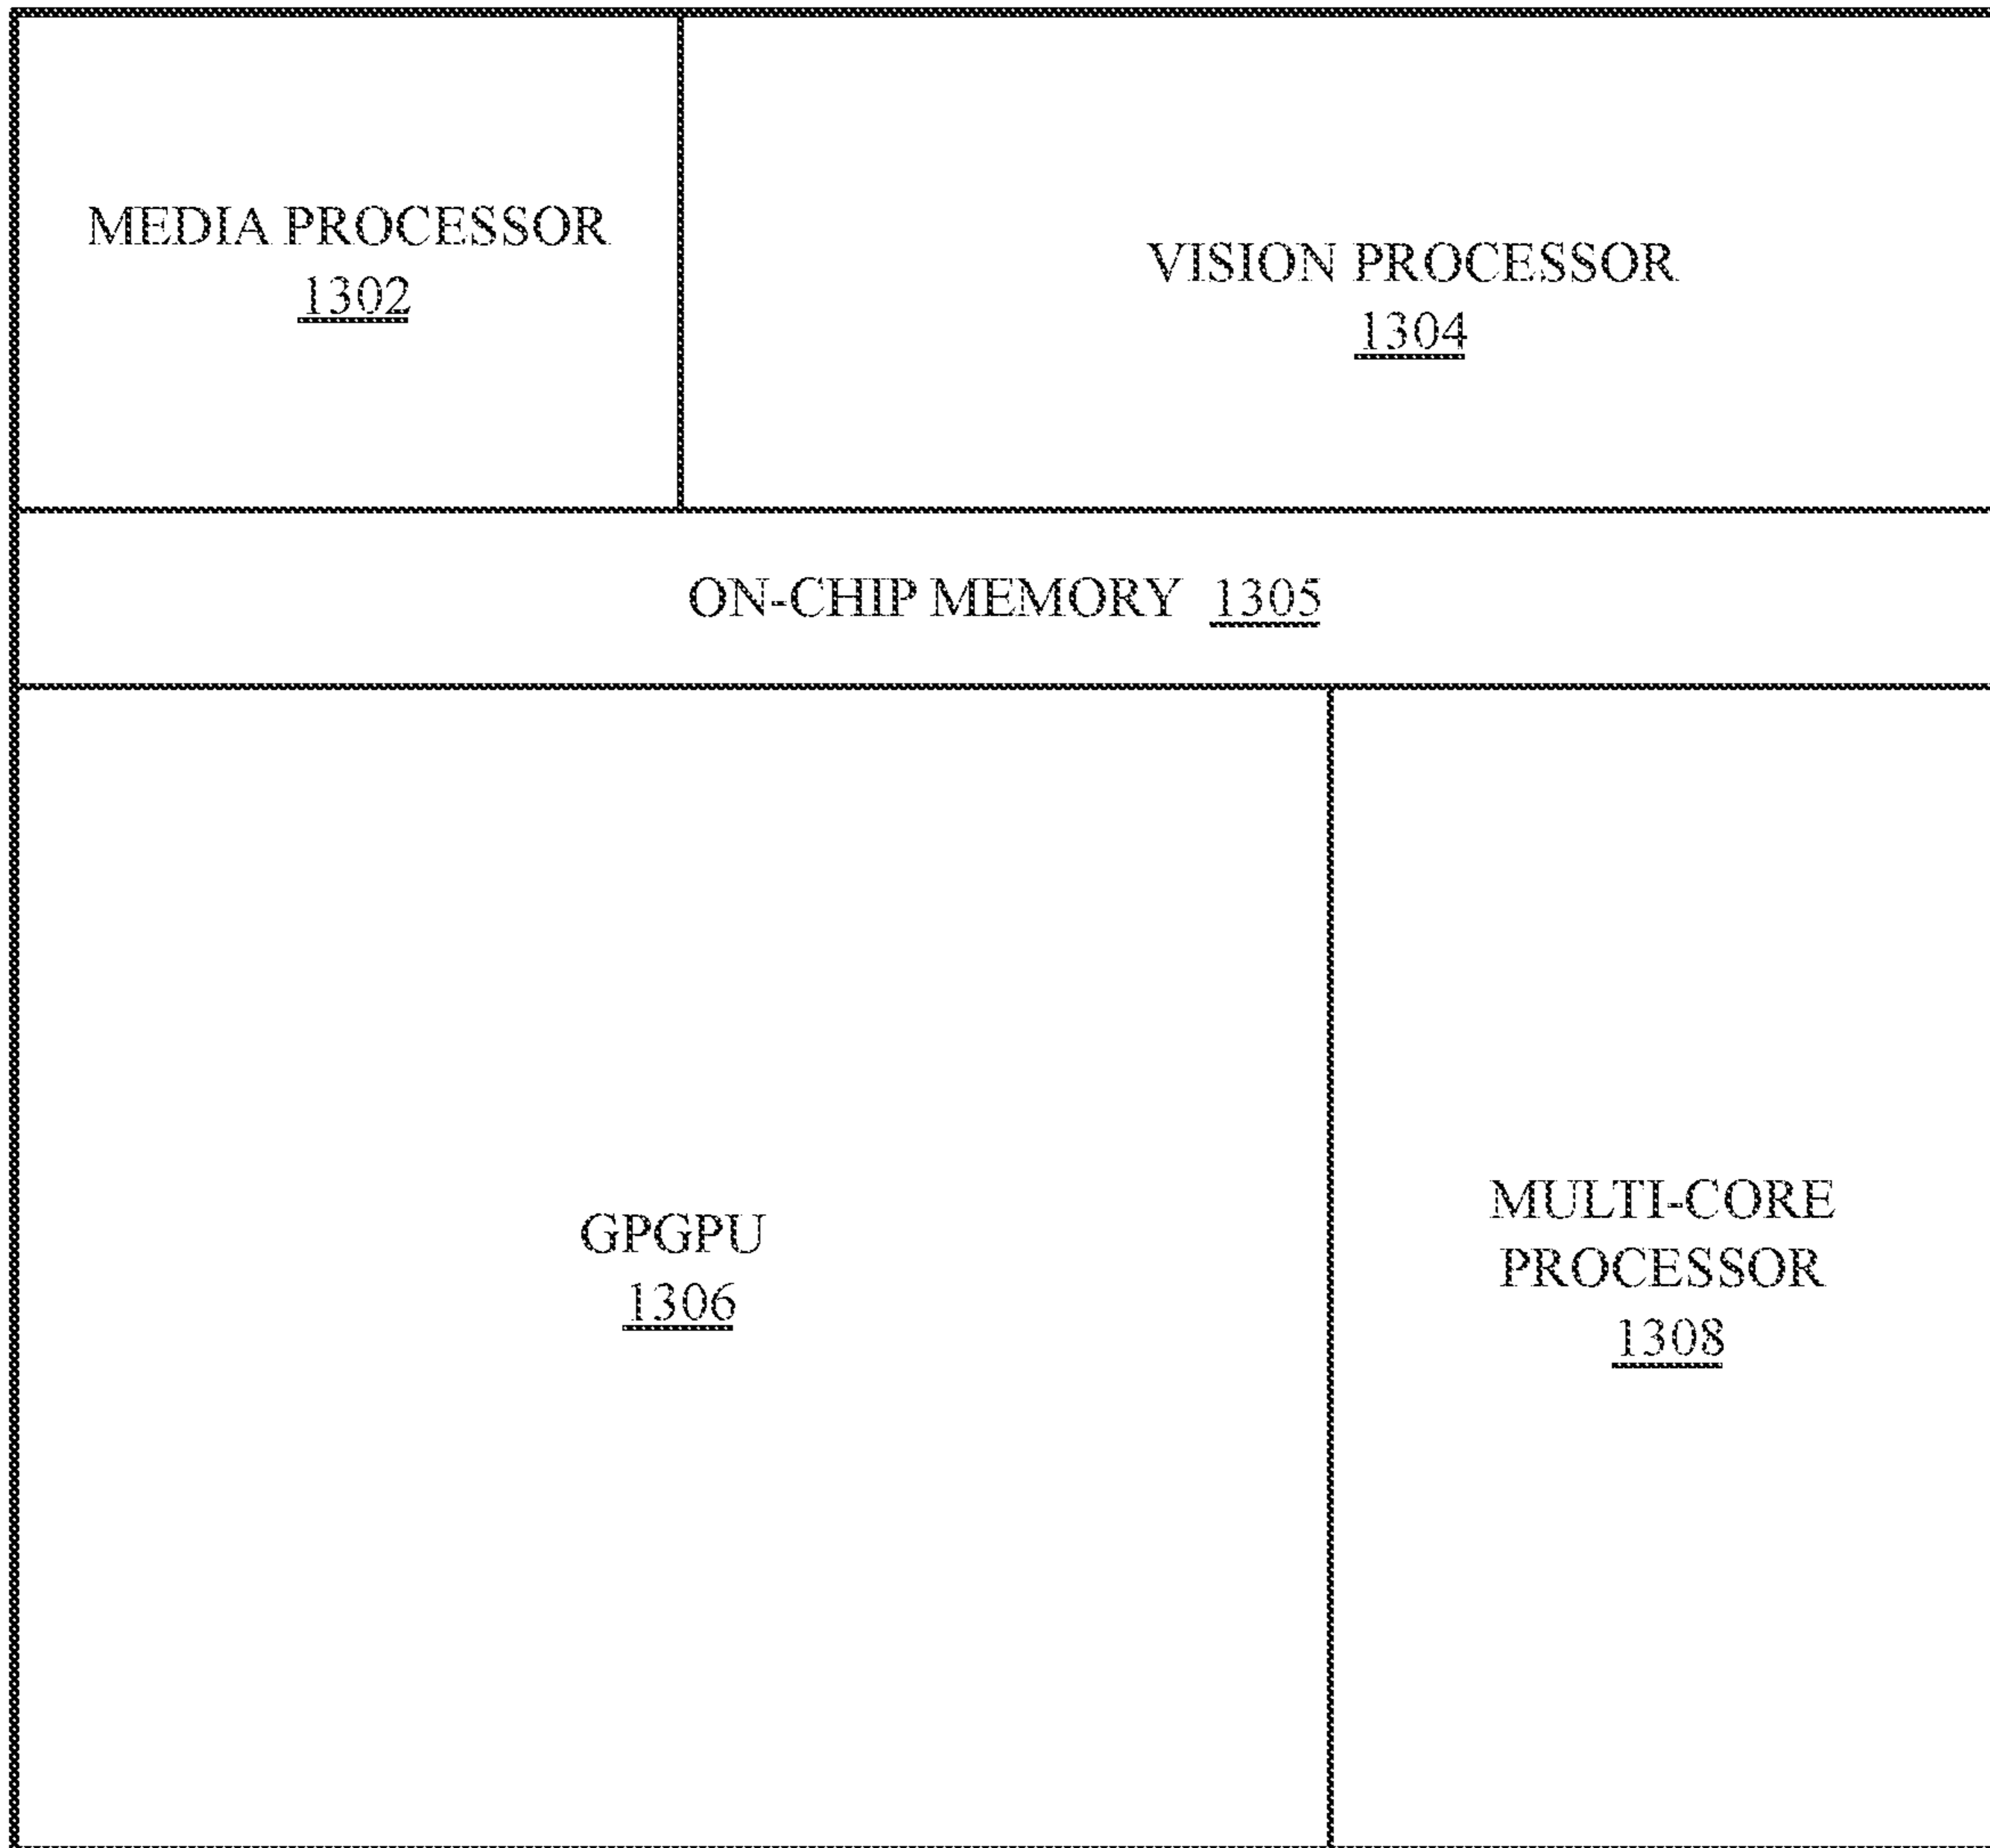 MEDIA PROCESSOR
1302
VISION PROCESSOR
1304
ON-CHIP MEMORY 1305
GPGPU
1306
MULTI-CORE
PROCESSOR
1308